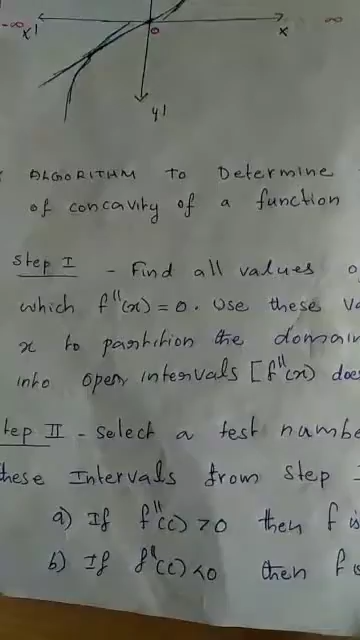 -∞ x' 0 x ∞
y'
ALGORITHM to Determine
of concavity of a function
Step I - Find all values
which f''(x) = 0. Use these
x to partition the domain
into open intervals [f''(x) does
tep II - Select a test numbe
these Intervals from Step
a) If f''(c) > 0 then f is
b) If f''(c) < 0 then f is